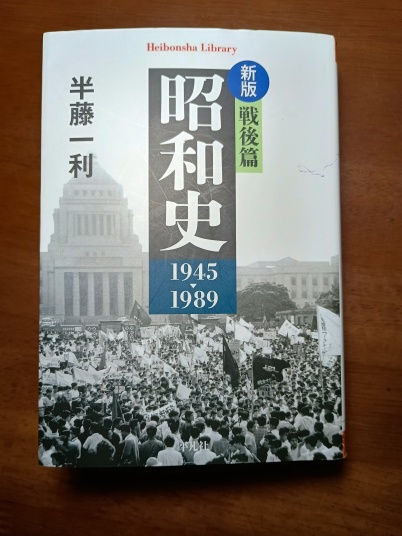 Heibonsha Library
新版
戦後篇
昭和史
1945
▼
1989
半藤一利
平凡社